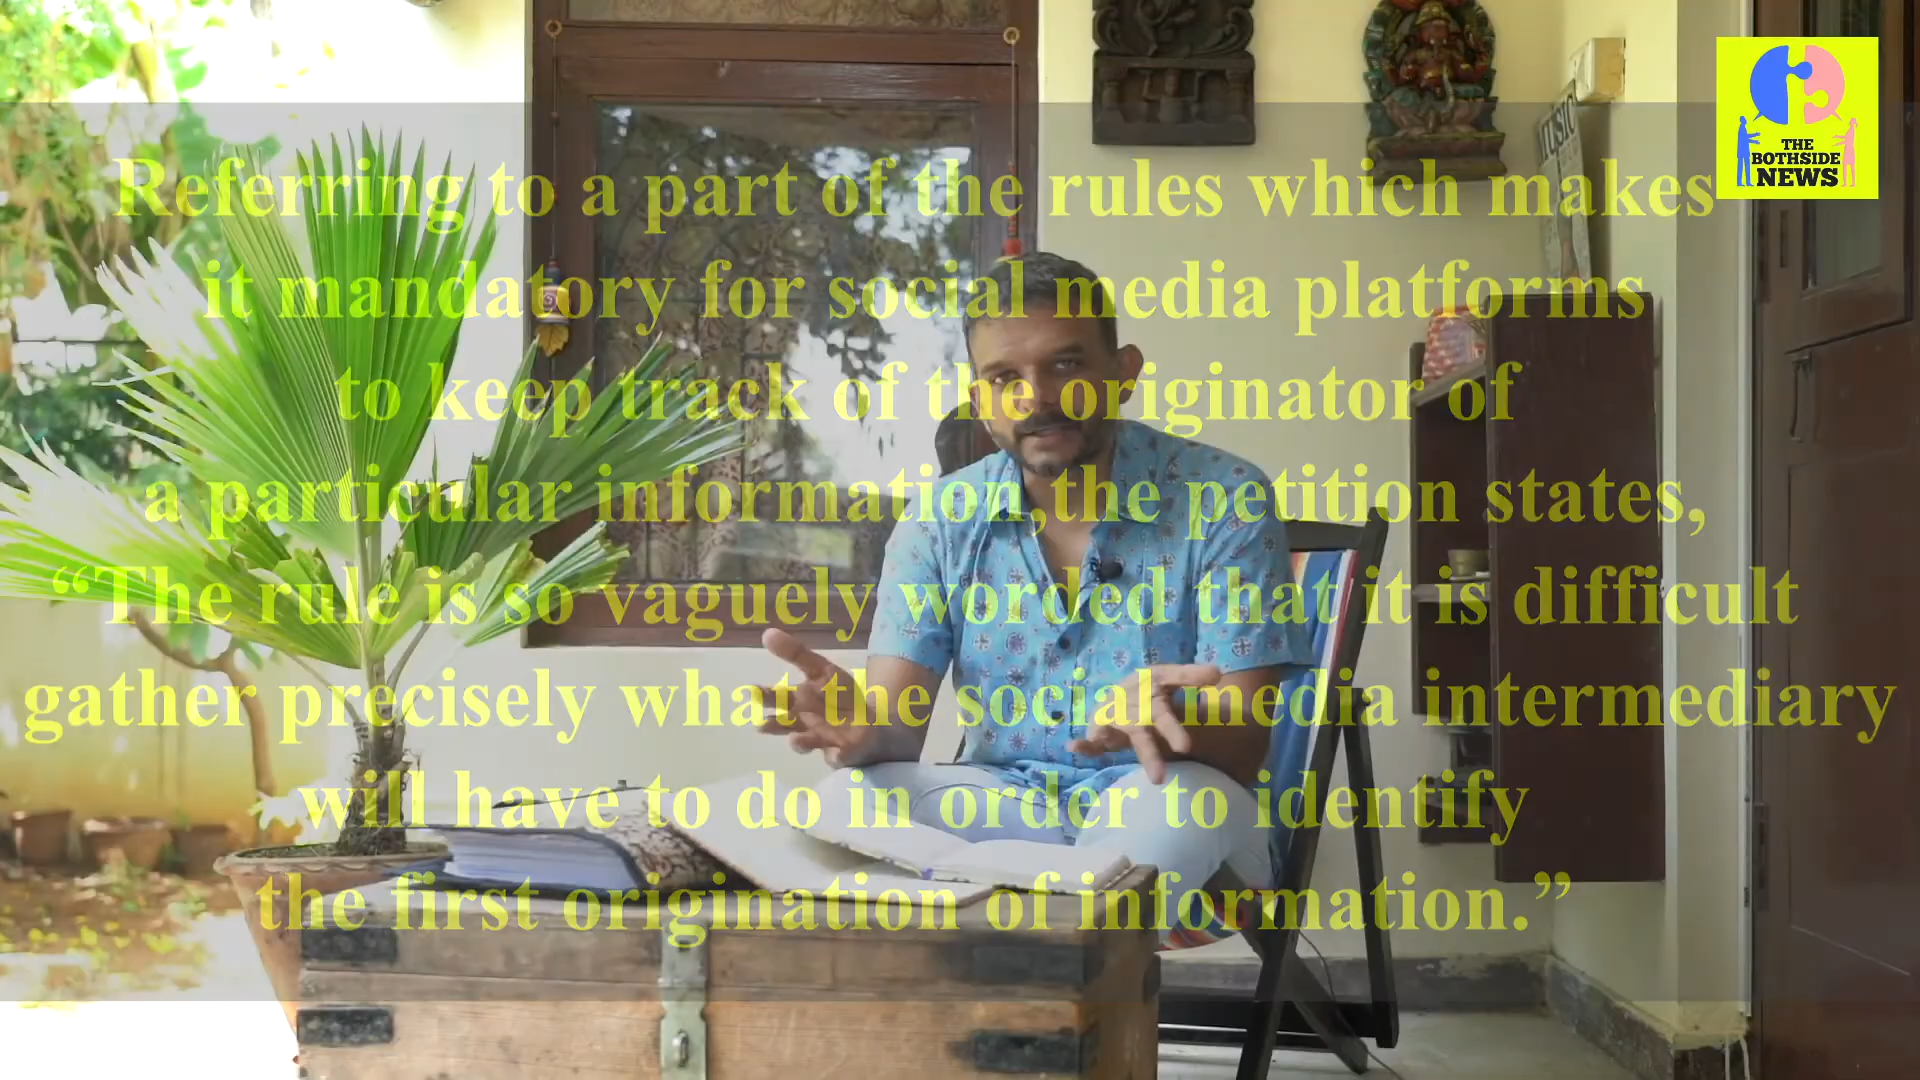 THE
BOTHSIDE
NEWS
Referring to a part of the rules which makes
it mandatory for social media platforms
to keep track of the originator of
a particular information,the petition states,
“The rule is so vaguely worded that it is difficult
gather precisely what the social media intermediary
will have to do in order to identify
the first origination of information.”